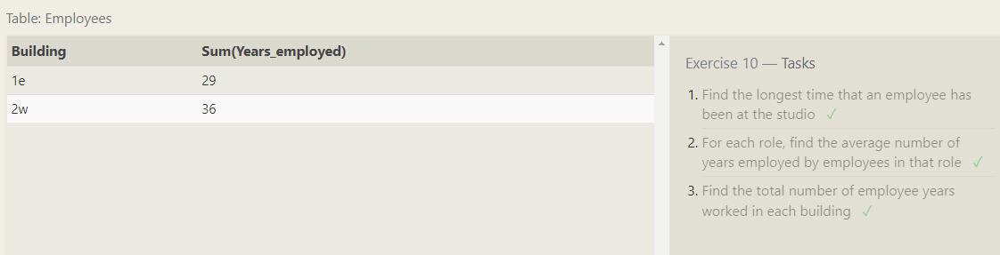 Table: Employees
Building Sum(Years_employed)
1e 29
2w 36
Exercise 10 — Tasks
1. Find the longest time that an employee has
been at the studio ✓
2. For each role, find the average number of
years employed by employees in that role ✓
3. Find the total number of employee years
worked in each building ✓